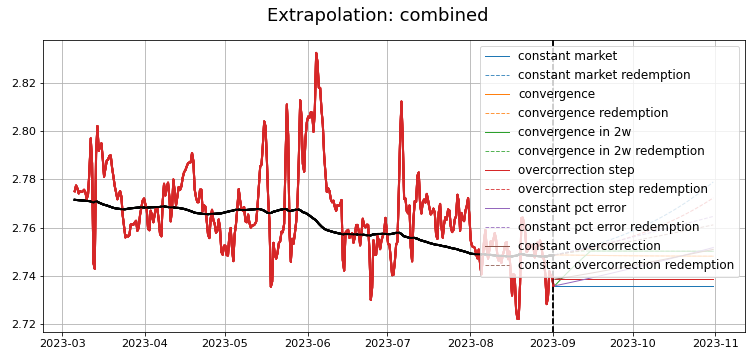 Extrapolation: combined
constant market
constant market redemption
convergence
convergence redemption
convergence in 2w
convergence in 2w redemption
overcorrection step
overcorrection step redemption
constant pct error
constant pct error redemption
constant overcorrection
constant overcorrection redemption
2.82
2.80
2.78
2.76
2.74
2.72
2023-03 2023-04 2023-05 2023-06 2023-07 2023-08 2023-09 2023-10 2023-11